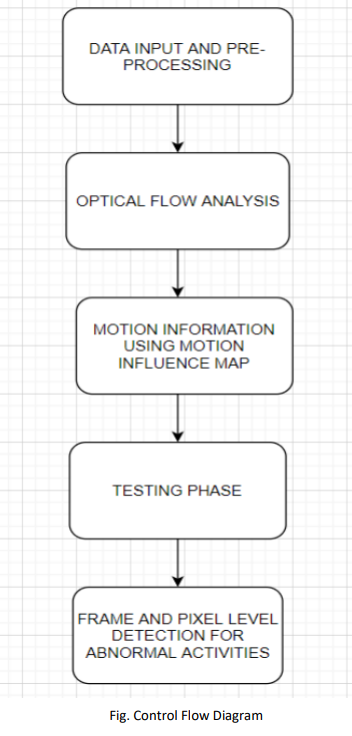 DATA INPUT AND PRE-
PROCESSING
OPTICAL FLOW ANALYSIS
MOTION INFORMATION
USING MOTION
INFLUENCE MAP
TESTING PHASE
FRAME AND PIXEL LEVEL
DETECTION FOR
ABNORMAL ACTIVITIES
Fig. Control Flow Diagram